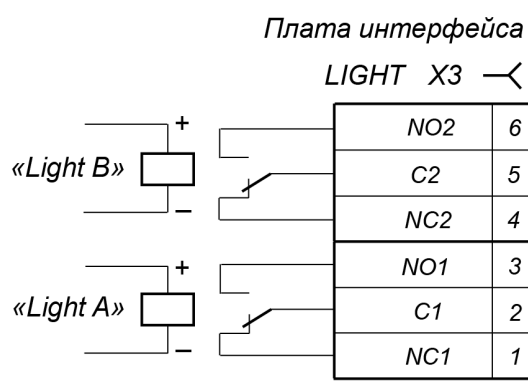 Плата интерфейса
LIGHT X3
+
NO2 6
«Light B»
C2 5
–
NC2 4
+
NO1 3
«Light A»
C1 2
–
NC1 1